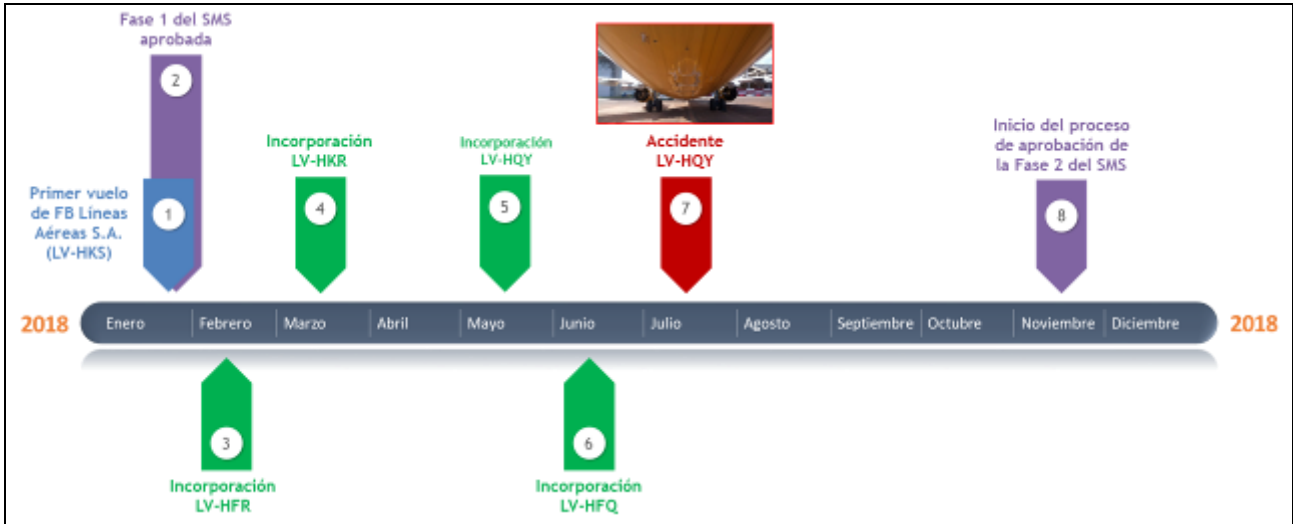 Fase 1 del SMS
aprobada
2
Primer vuelo
de FB Líneas
Aéreas S.A.
(LV-HKS)
1
Incorporación
LV-HKR
4
Incorporación
LV-HQY
5
Accidente
LV-HQY
7
Inicio del proceso
de aprobación de
la Fase 2 del SMS
8
2018
Enero
Febrero
Marzo
Abril
Mayo
Junio
Julio
Agosto
Septiembre
Octubre
Noviembre
Diciembre
2018
3
Incorporación
LV-HFR
6
Incorporación
LV-HFQ